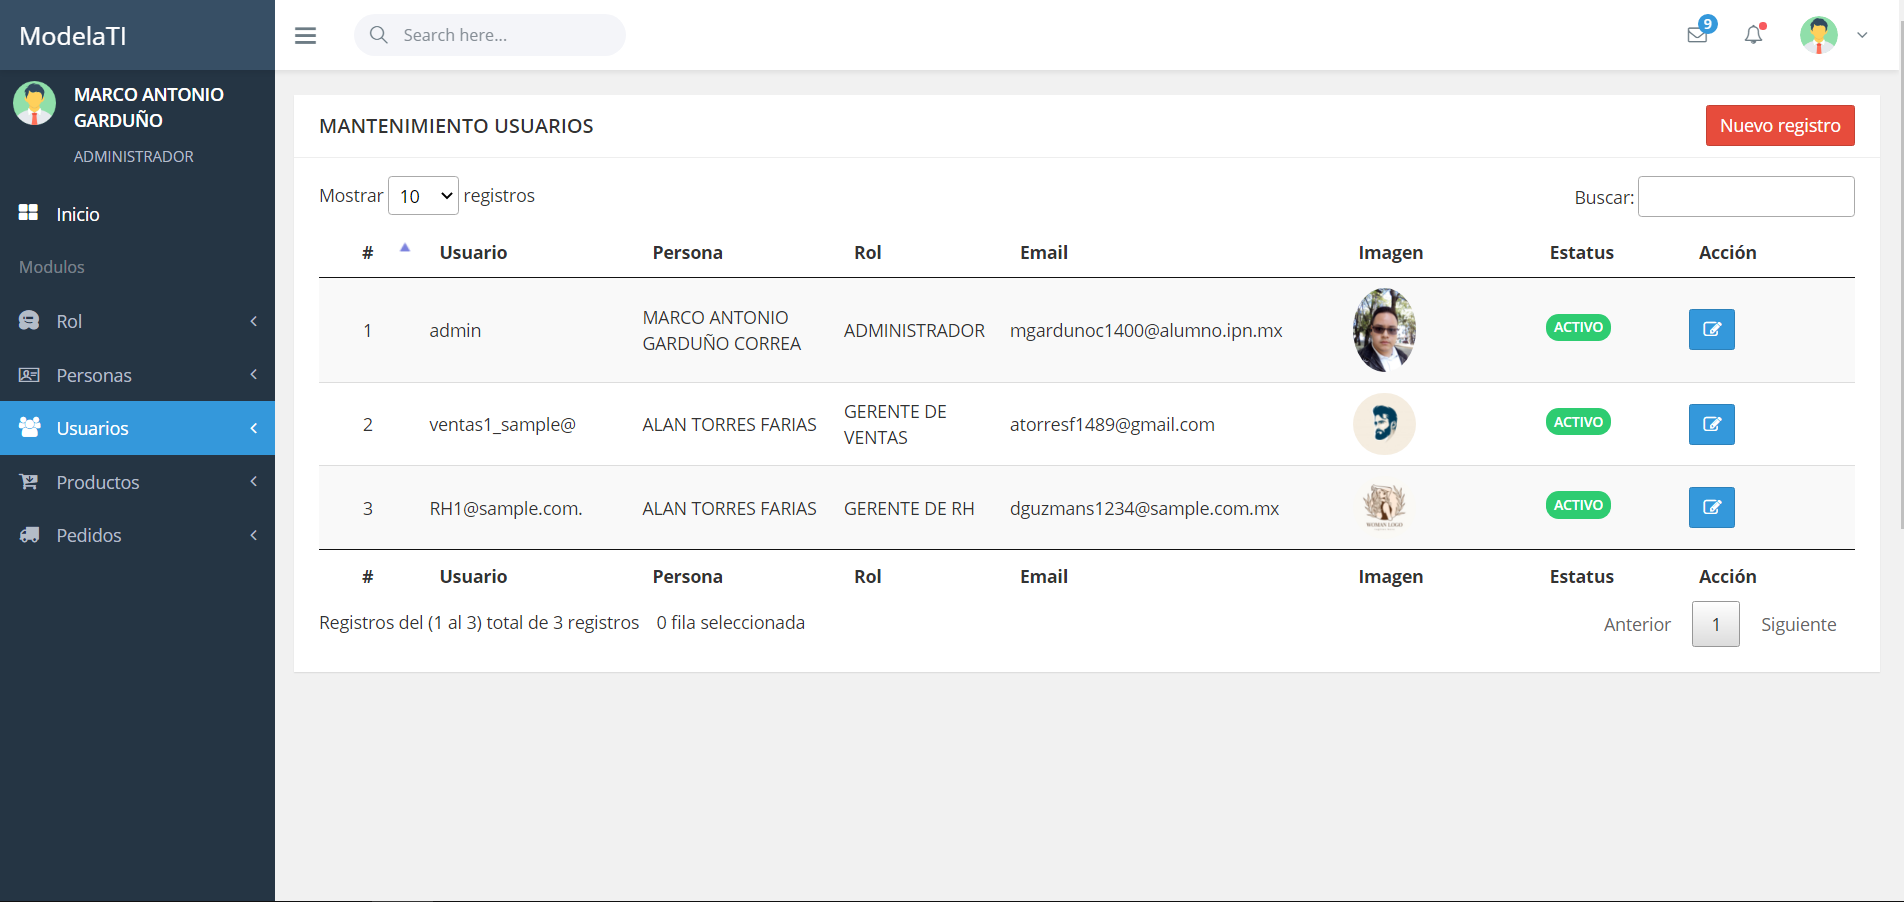 ModelaTI
Search here...
9
MARCO ANTONIO
GARDUÑO
ADMINISTRADOR
Inicio
Modulos
Rol
Personas
Usuarios
Productos
Pedidos
MANTENIMIENTO USUARIOS
Nuevo registro
Mostrar 10 registros
Buscar:
# Usuario Persona Rol Email Imagen Estatus Acción
1 admin MARCO ANTONIO GARDUÑO CORREA ADMINISTRADOR mgardunoc1400@alumno.ipn.mx ACTIVO
2 ventas1_sample@ ALAN TORRES FARIAS GERENTE DE VENTAS atorresf1489@gmail.com ACTIVO
3 RH1@sample.com. ALAN TORRES FARIAS GERENTE DE RH dguzmans1234@sample.com.mx WOMAN LOGO ACTIVO
# Usuario Persona Rol Email Imagen Estatus Acción
Registros del (1 al 3) total de 3 registros 0 fila seleccionada
Anterior 1 Siguiente